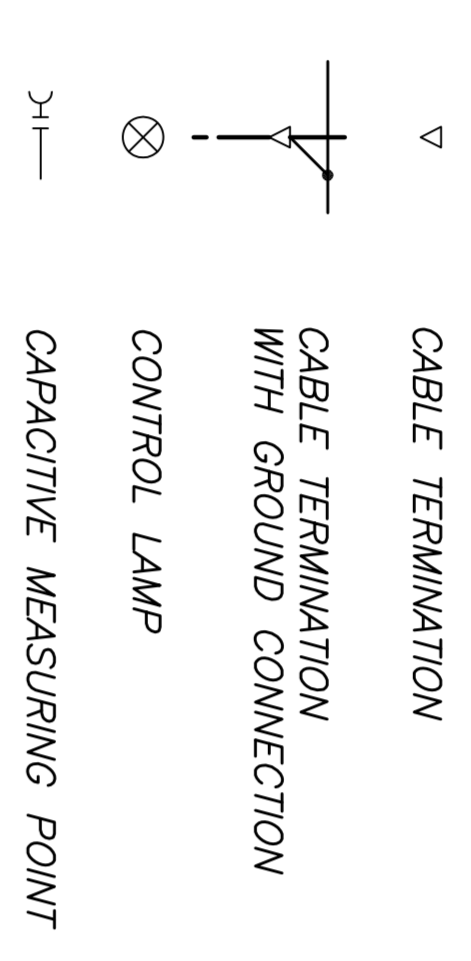 CABLE TERMINATION
CABLE TERMINATION
WITH GROUND CONNECTION
CONTROL LAMP
CAPACITIVE MEASURING POINT